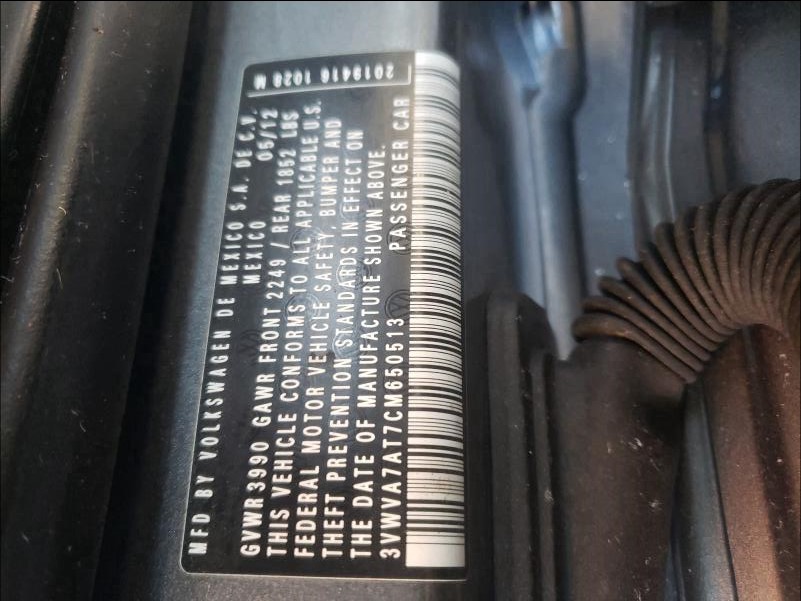 2019416 1028 M
MFD BY VOLKSWAGEN DE MEXICO S.A. DE C.V.
MEXICO 05/12
GVWR3990 GAWR FRONT 2249 / REAR 1852 LBS
THIS VEHICLE CONFORMS TO ALL APPLICABLE U.S.
FEDERAL MOTOR VEHICLE SAFETY, BUMPER AND
THEFT PREVENTION STANDARDS IN EFFECT ON
THE DATE OF MANUFACTURE SHOWN ABOVE.
3VWVA7AT7CM650513 PASSENGER CAR